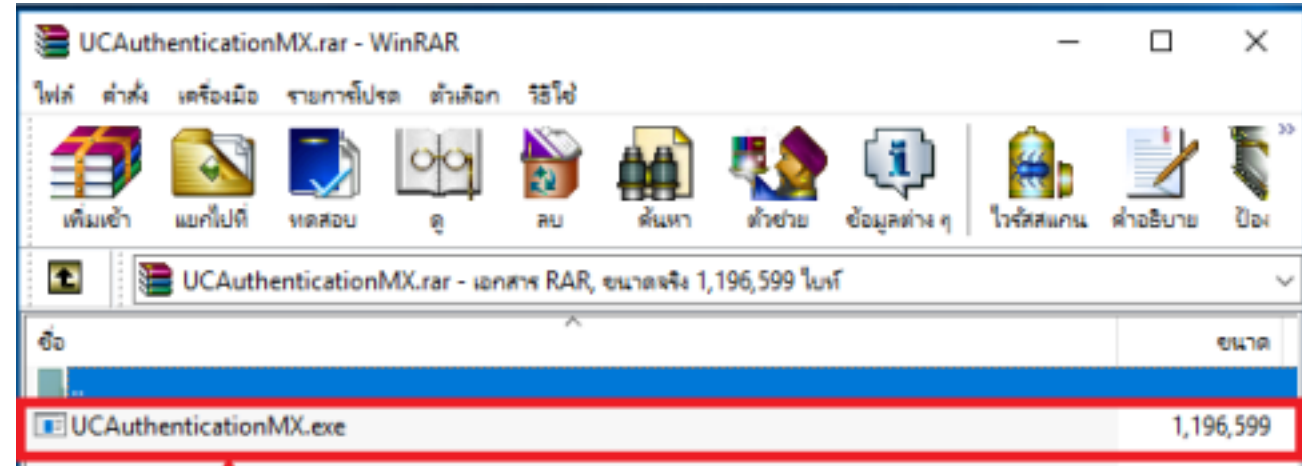 UCAuthenticationMX.rar - WinRAR
ไฟล์ คำสั่ง เครื่องมือ รายการโปรด ตัวเลือก วิธีใช้
เพิ่มเข้า แยกไปที่ ทดสอบ ดู ลบ ค้นหา ตัวช่วย ข้อมูลต่าง ๆ ไวรัสสแกน คำอธิบาย ป้อง
UCAuthenticationMX.rar - เอกสาร RAR, ขนาดจริง 1,196,599 ไบท์
ชื่อ ขนาด
..
UCAuthenticationMX.exe 1,196,599